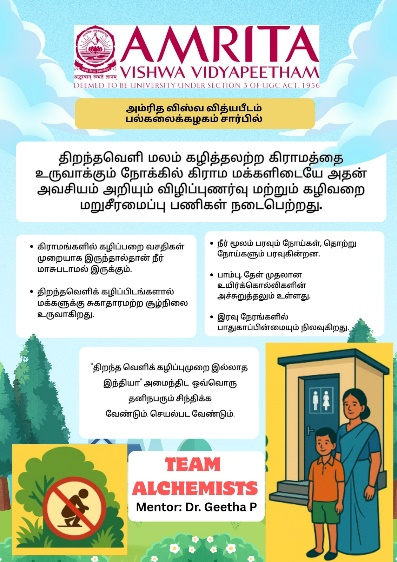 AMRITA
VISHWA VIDYAPEETHAM
DEEMED TO BE UNIVERSITY UNDER SECTION 3 OF UGC ACT, 1956
அம்ரித விஸ்வ வித்யபீடம்
பல்கலைக்கழகம் சார்பில்
திறந்தவெளி மலம் கழித்தலற்ற கிராமத்தை
உருவாக்கும் நோக்கில் கிராம மக்களிடையே அதன்
அவசியம் அறியும் விழிப்புணர்வு மற்றும் கழிவறை
மறுசீரமைப்பு பணிகள் நடைபெற்றது.
• கிராமங்களில் கழிப்பறை வசதிகள்
முறையாக இருந்தால்தான் நீர்
மாசுபடாமல் இருக்கும்.
• திறந்தவெளிக் கழிப்பிடங்களால்
மக்களுக்கு சுகாதாரமற்ற சூழ்நிலை
உருவாகிறது.
• நீர் மூலம் பரவும் நோய்கள், தொற்று
நோய்களும் பரவுகின்றன.
• பாம்பு, தேள் முதலான
உயிர்க்கொல்லிகளின்
அச்சுறுத்தலும் உள்ளது.
• இரவு நேரங்களில்
பாதுகாப்பின்மையும் நிலவுகிறது.
"திறந்த வெளிக் கழிப்புமுறை இல்லாத
இந்தியா" அமைந்திட ஒவ்வொரு
தனிநபரும் சிந்திக்க
வேண்டும். செயல்பட வேண்டும்.
TEAM
ALCHEMISTS
Mentor: Dr. Geetha P